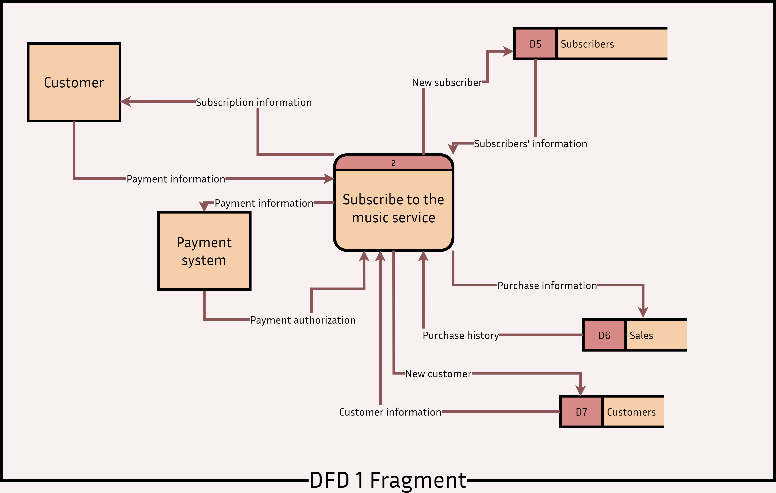 D5 Subscribers
Customer
New subscriber
Subscription information
Subscribers' information
2
Payment information
Subscribe to the
music service
Payment information
Payment
system
Purchase information
Payment authorization
Purchase history
D6 Sales
New customer
Customer information
D7 Customers
DFD 1 Fragment